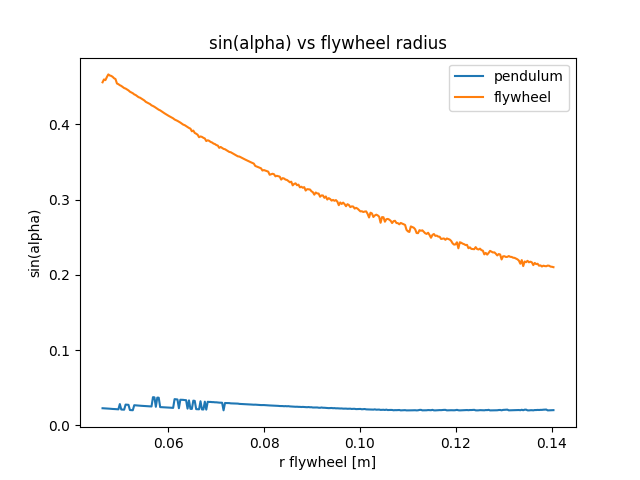 sin(alpha) vs flywheel radius
pendulum
flywheel
sin(alpha)
0.4
0.3
0.2
0.1
0.0
0.06
0.08
0.10
0.12
0.14
r flywheel [m]